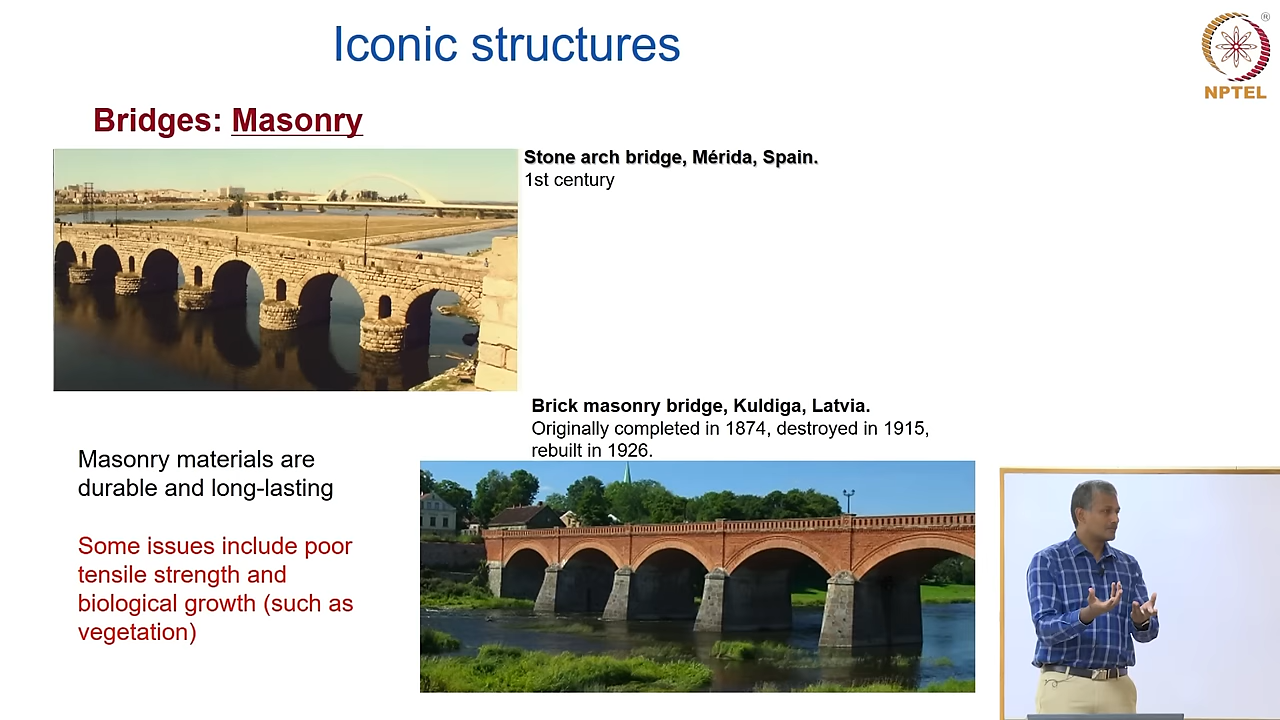 Iconic structures
®
NPTEL
Bridges: Masonry
Stone arch bridge, Mérida, Spain.
1st century
Brick masonry bridge, Kuldiga, Latvia.
Originally completed in 1874, destroyed in 1915,
rebuilt in 1926.
Masonry materials are
durable and long-lasting
Some issues include poor
tensile strength and
biological growth (such as
vegetation)